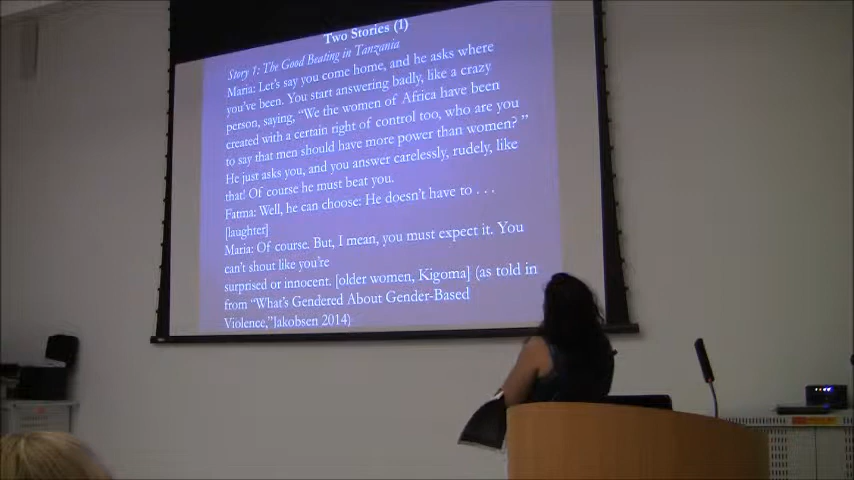 Two Stories (1)
Story 1: The Good Beating in Tanzania
Maria: Let's say you come home, and he asks where
you've been. You start answering badly, like a crazy
person, saying, "We the women of Africa have been
created with a certain right of control too, who are you
to say that men should have more power than women? "
He just asks you, and you answer carelessly, rudely, like
that! Of course he must beat you.
Fatma: Well, he can choose: He doesn't have to . . .
[laughter]
Maria: Of course. But, I mean, you must expect it. You
can't shout like you're
surprised or innocent. [older women, Kigoma] (as told in
from "What's Gendered About Gender-Based
Violence,"Jakobsen 2014)